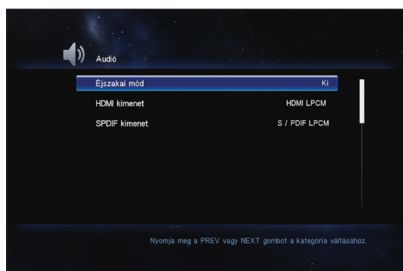 Audió
Éjszakai mód Ki
HDMI kimenet HDMI LPCM
SPDIF kimenet S / PDIF LPCM
Nyomja meg a PREV vagy NEXT gombot a kategória váltásához.